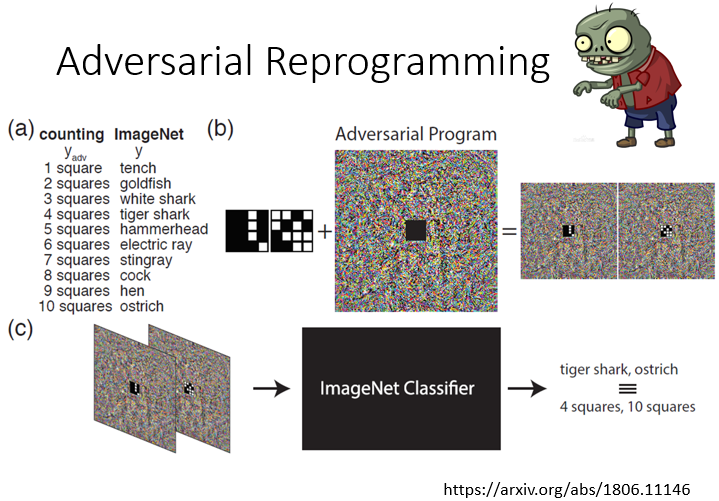 Adversarial Reprogramming
(a) counting ImageNet
y_adv y
1 square tench
2 squares goldfish
3 squares white shark
4 squares tiger shark
5 squares hammerhead
6 squares electric ray
7 squares stingray
8 squares cock
9 squares hen
10 squares ostrich
(b)
Adversarial Program
+ =
(c)
ImageNet Classifier
tiger shark, ostrich
≡
4 squares, 10 squares
https://arxiv.org/abs/1806.11146